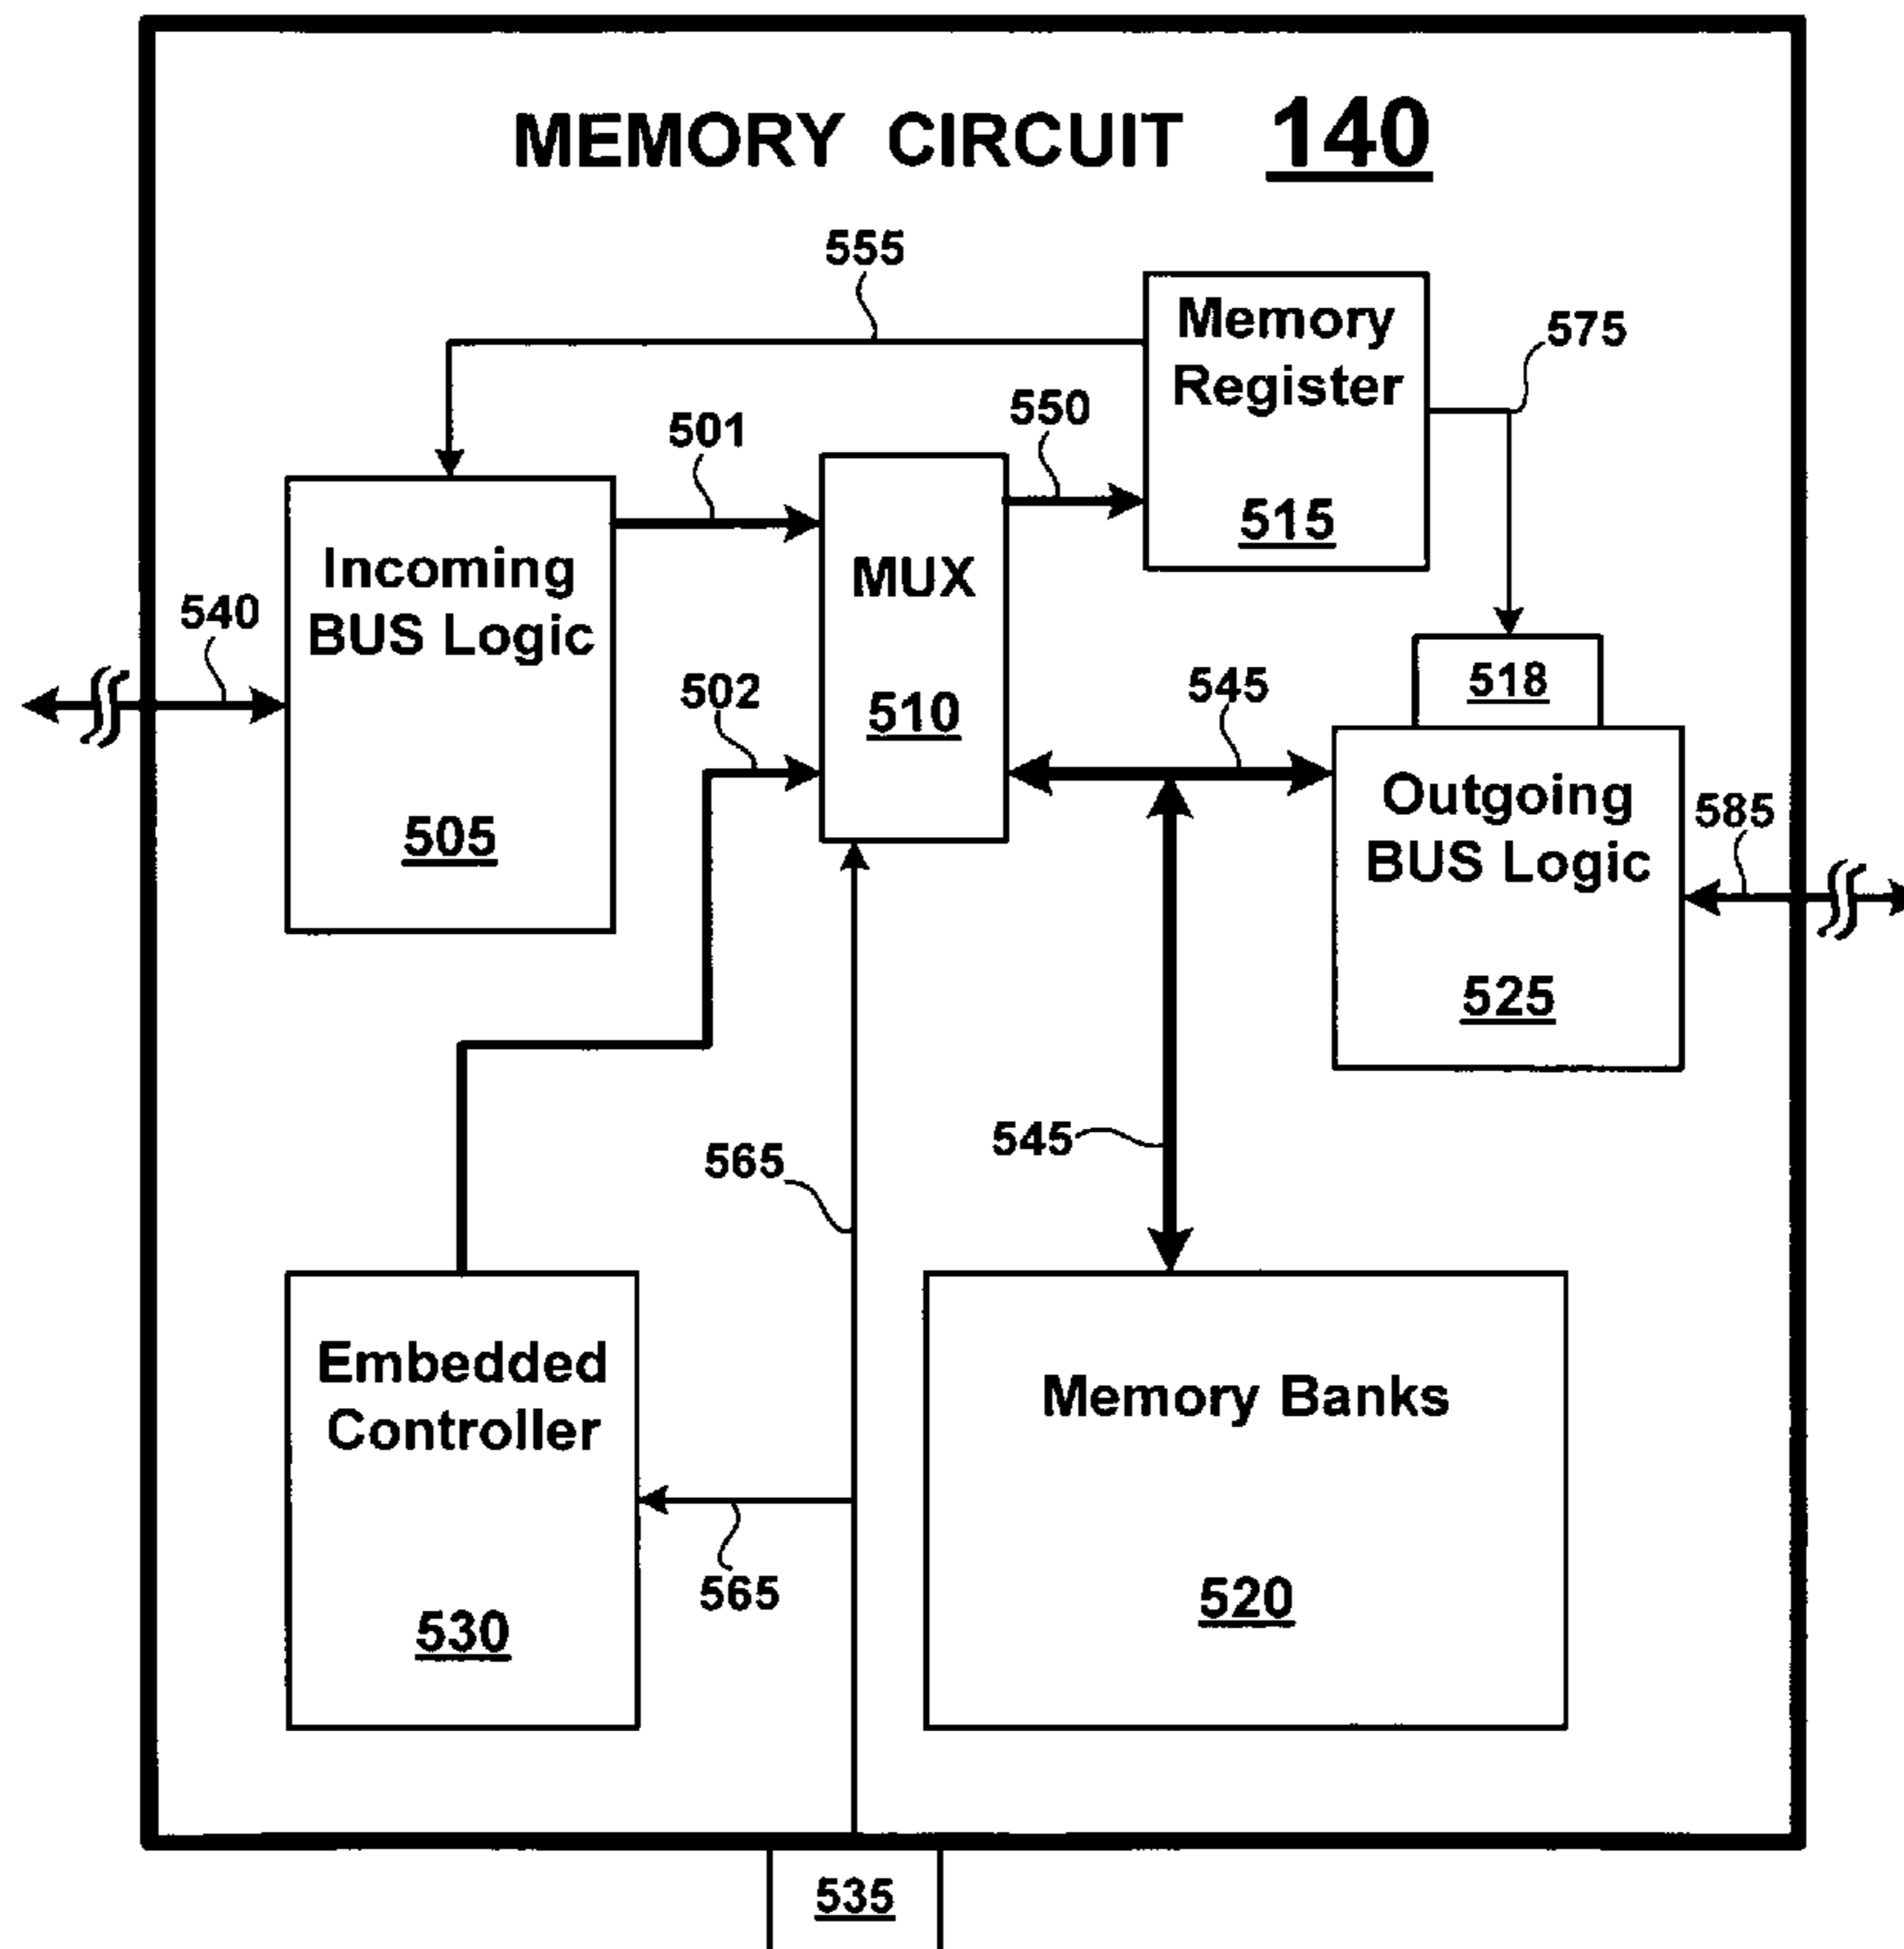 MEMORY CIRCUIT 140
555
Memory
Register
515
575
501
550
Incoming
BUS Logic
505
MUX
510
540
502
545
518
Outgoing
BUS Logic
525
585
545
565
Embedded
Controller
530
565
Memory Banks
520
535